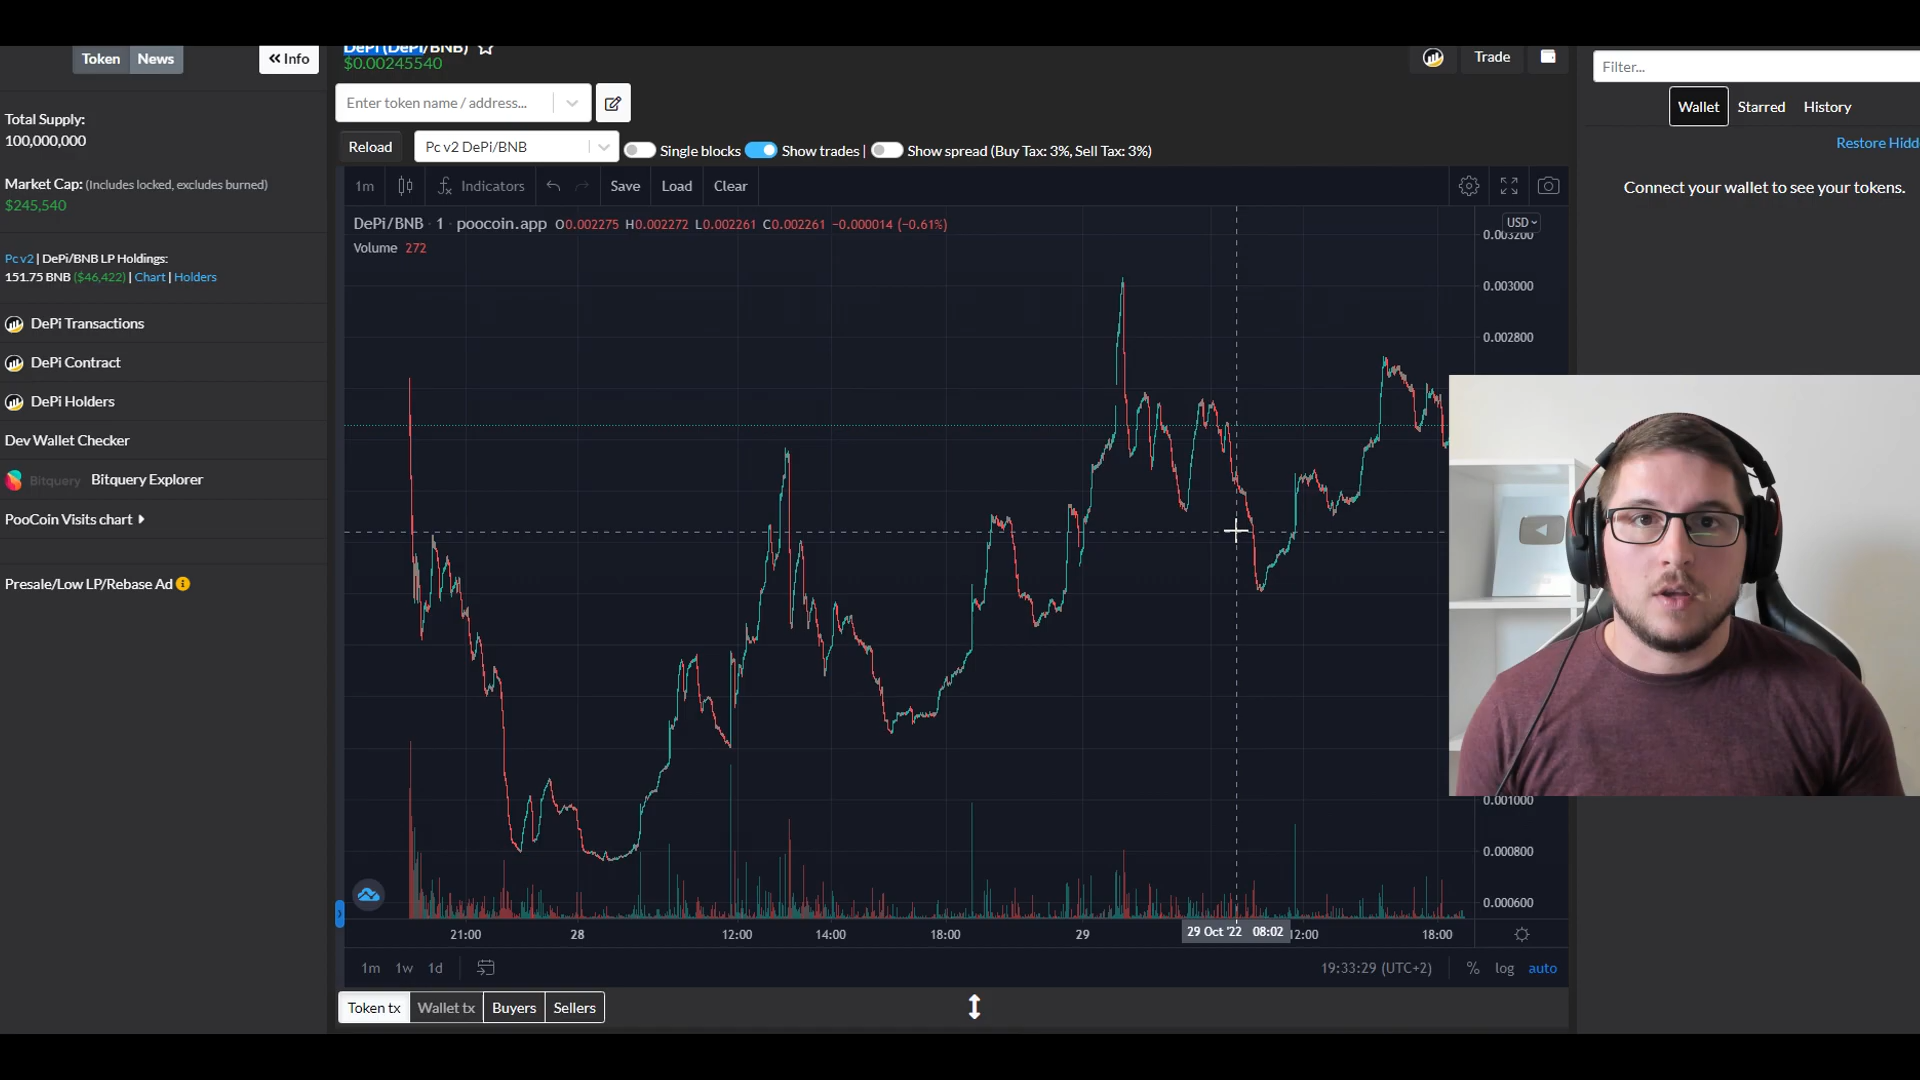 Token
News
Info
Total Supply:
100,000,000
Market Cap: (Includes locked, excludes burned)
$245,540
Pc v2 | DePi/BNB LP Holdings:
151.75 BNB ($46,422) | Chart | Holders
DePi Transactions
DePi Contract
DePi Holders
Dev Wallet Checker
Bitquery Bitquery Explorer
PooCoin Visits chart
Presale/Low LP/Rebase Ad
DePi (DePi/BNB)
$0.00245540
Enter token name / address...
Reload
Pc v2 DePi/BNB
Single blocks
Show trades |
Show spread (Buy Tax: 3%, Sell Tax: 3%)
1m
Indicators
Save
Load
Clear
DePi/BNB · 1 · poocoin.app O0.002275 H0.002272 L0.002261 C0.002261 −0.000014 (−0.61%)
Volume 272
USD
0.003200
0.003000
0.002800
0.001000
0.000800
0.000600
21:00
28
12:00
14:00
18:00
29
29 Oct '22 08:02
12:00
18:00
1m
1w
1d
19:33:29 (UTC+2)
%
log
auto
Token tx
Wallet tx
Buyers
Sellers
Trade
Filter...
Wallet
Starred
History
Restore Hidd
Connect your wallet to see your tokens.